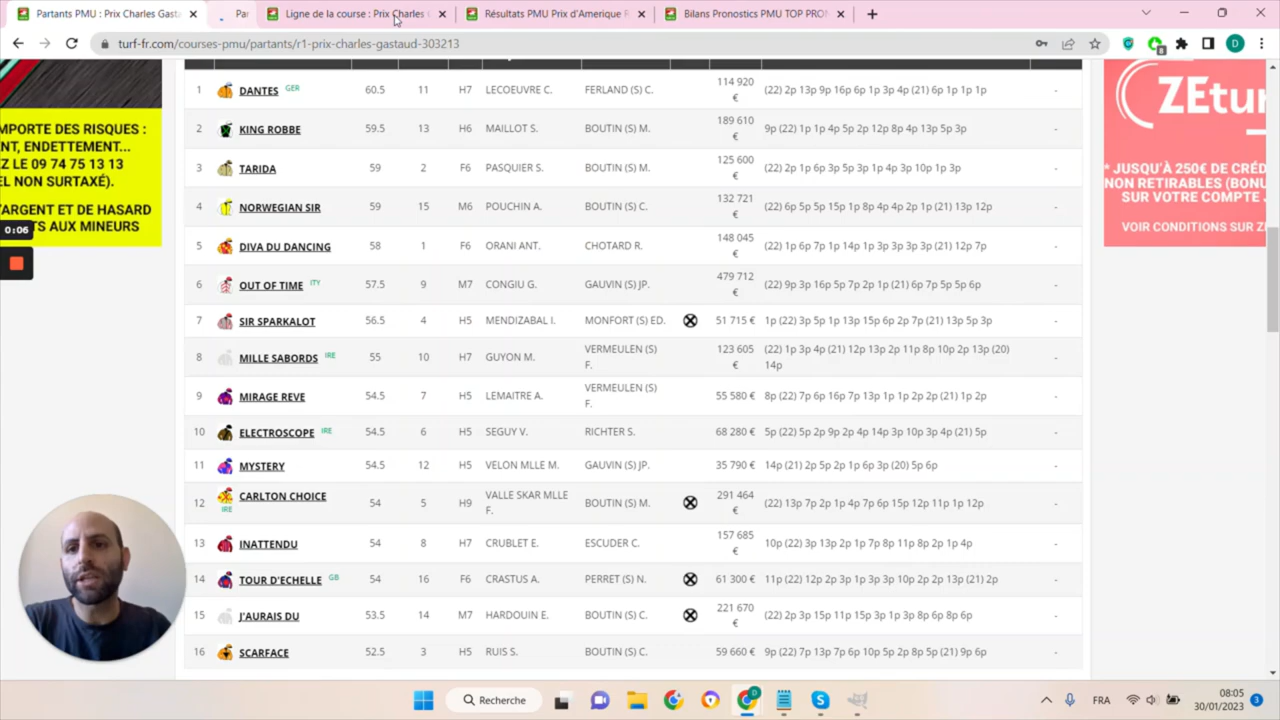 Partants PMU : Prix Charles Gasta
Par
Ligne de la course : Prix Charles
Résultats PMU Prix d'Amerique R
Bilans Pronostics PMU TOP PRON
turf-fr.com/courses-pmu/partants/r1-prix-charles-gastaud-303213
1 DANTES GER 60.5 11 H7 LECOEUVRE C. FERLAND (S) C. 114 920 € (22) 2p 13p 9p 16p 6p 1p 3p 4p (21) 6p 1p 1p 1p -
2 KING ROBBE 59.5 13 H6 MAILLOT S. BOUTIN (S) M. 189 610 € 9p (22) 1p 1p 4p 5p 2p 12p 8p 4p 13p 5p 3p -
3 TARIDA 59 2 F6 PASQUIER S. BOUTIN (S) M. 125 600 € (22) 2p 1p 6p 3p 5p 3p 1p 4p 3p 10p 1p 3p -
4 NORWEGIAN SIR 59 15 M6 POUCHIN A. BOUTIN (S) C. 132 721 € (22) 6p 5p 5p 15p 1p 8p 4p 4p 2p 1p (21) 13p 12p -
5 DIVA DU DANCING 58 1 F6 ORANI ANT. CHOTARD R. 148 045 € (22) 1p 6p 7p 1p 14p 1p 3p 3p 3p 3p (21) 12p 7p -
6 OUT OF TIME ITY 57.5 9 M7 CONGIU G. GAUVIN (S) JP. 479 712 € (22) 9p 3p 16p 5p 7p 2p 1p (21) 6p 7p 5p 5p 6p -
7 SIR SPARKALOT 56.5 4 H5 MENDIZABAL I. MONFORT (S) ED. 51 715 € 1p (22) 3p 5p 1p 13p 15p 6p 2p 7p (21) 13p 5p 3p -
8 MILLE SABORDS IRE 55 10 H7 GUYON M. VERMEULEN (S) F. 123 605 € (22) 1p 3p 4p (21) 12p 13p 2p 11p 8p 10p 2p 13p (20) 14p -
9 MIRAGE REVE 54.5 7 H5 LEMAITRE A. VERMEULEN (S) F. 55 580 € 8p (22) 7p 6p 16p 7p 13p 1p 1p 2p 2p (21) 1p 2p -
10 ELECTROSCOPE IRE 54.5 6 H5 SEGUY V. RICHTER S. 68 280 € 5p (22) 5p 2p 9p 2p 4p 14p 3p 10p 3p 4p (21) 5p -
11 MYSTERY 54.5 12 H5 VELON MLLE M. GAUVIN (S) JP. 35 790 € 14p (21) 2p 5p 2p 1p 6p 3p (20) 5p 6p -
12 CARLTON CHOICE IRE 54 5 H9 VALLE SKAR MLLE F. BOUTIN (S) M. 291 464 € (22) 13p 7p 2p 1p 4p 7p 6p 15p 12p 11p 1p 12p -
13 INATTENDU 54 8 H7 CRUBLET E. ESCUDER C. 157 685 € 10p (22) 3p 13p 2p 1p 7p 8p 11p 8p 2p 1p 4p -
14 TOUR D'ECHELLE GB 54 16 F6 CRASTUS A. PERRET (S) N. 61 300 € 11p (22) 12p 2p 3p 1p 3p 3p 10p 2p 2p 13p (21) 2p -
15 J'AURAIS DU 53.5 14 M7 HARDOUIN E. BOUTIN (S) C. 221 670 € (22) 2p 3p 15p 11p 15p 3p 1p 3p 8p 6p 8p 6p -
16 SCARFACE 52.5 3 H5 RUIS S. BOUTIN (S) C. 59 660 € 9p (22) 7p 13p 7p 6p 10p 5p 2p 8p 5p (21) 9p 6p -
MPORTE DES RISQUES :
NT, ENDETTEMENT...
Z LE 09 74 75 13 13
EL NON SURTAXÉ).
'ARGENT ET DE HASARD
TS AUX MINEURS
0:06
ZEtur
* JUSQU'À 250€ DE CRÉD
NON RETIRABLES (BONU
SUR VOTRE COMPTE
VOIR CONDITIONS SUR ZE
Recherche
FRA
08:05
30/01/2023
3